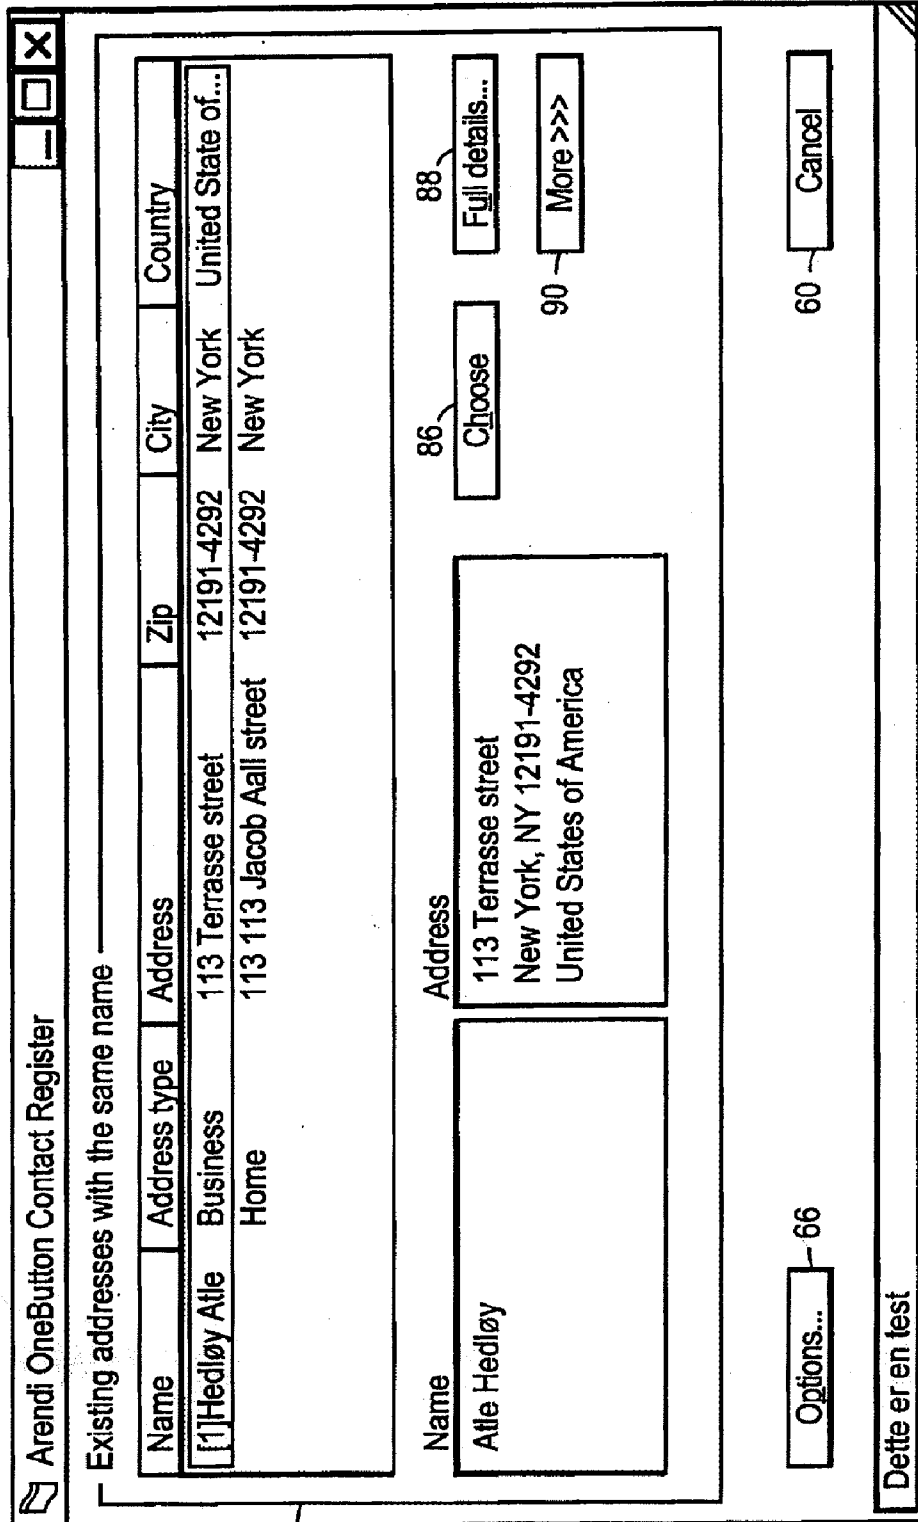 Arendi OneButton Contact Register
Existing addresses with the same name
Name Address type Address Zip City Country
[1]Hedløy Atle Business 113 Terrasse street 12191-4292 New York United State of...
Home 113 113 Jacob Aall street 12191-4292 New York
Name Address
Atle Hedløy
113 Terrasse street
New York, NY 12191-4292
United States of America
86
Choose
88
Full details...
90
More >>>
Options...
66
60
Cancel
Dette er en test